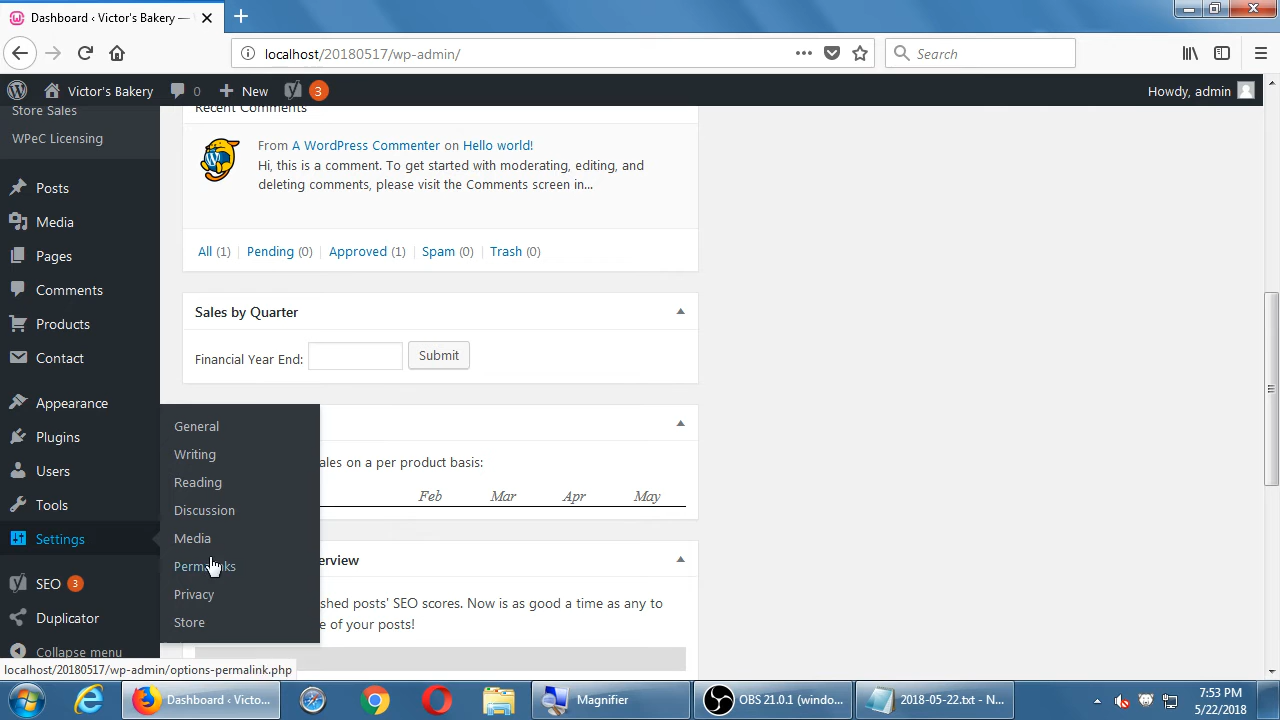 Dashboard ‹ Victor's Bakery —
localhost/20180517/wp-admin/
Search
Victor's Bakery
0
New
3
Howdy, admin
Store Sales
WPeC Licensing
Posts
Media
Pages
Comments
Products
Contact
Appearance
Plugins
Users
Tools
Settings
SEO 3
Duplicator
Collapse menu
General
Writing
Reading
Discussion
Media
Permalinks
Privacy
Store
Recent Comments
From A WordPress Commenter on Hello world!
Hi, this is a comment. To get started with moderating, editing, and
deleting comments, please visit the Comments screen in...
All (1) | Pending (0) | Approved (1) | Spam (0) | Trash (0)
Sales by Quarter
Financial Year End:
Submit
ales on a per product basis:
Feb Mar Apr May
erview
shed posts' SEO scores. Now is as good a time as any to
e of your posts!
localhost/20180517/wp-admin/options-permalink.php
Dashboard ‹ Victo...
Magnifier
OBS 21.0.1 (windo...
2018-05-22.txt - N...
7:53 PM
5/22/2018